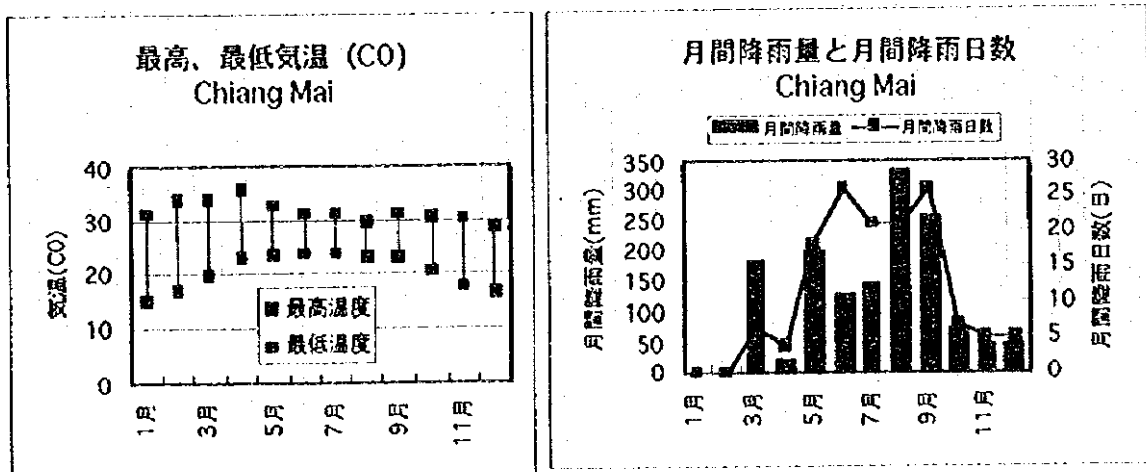 最高、最低気温 (CO)
Chiang Mai
気温(CO)
40
30
20
10
0
最高温度
最低温度
1月
3月
5月
7月
9月
11月
月間降雨量と月間降雨日数
Chiang Mai
月間降雨量 月間降雨日数
月間降雨量(mm)
350
300
250
200
150
100
50
0
30
25
20
15
10
5
0
月間降雨日数(日)
1月
3月
5月
7月
9月
11月